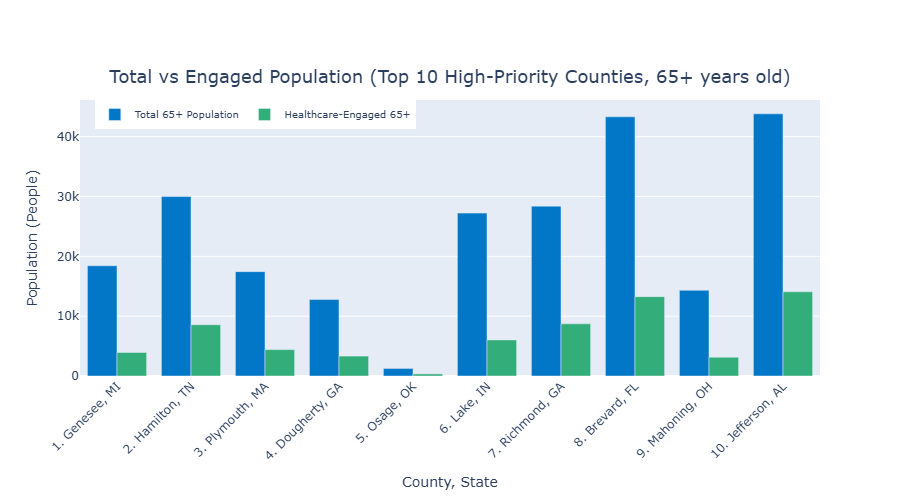 Total vs Engaged Population (Top 10 High-Priority Counties, 65+ years old)
Total 65+ Population
Healthcare-Engaged 65+
Population (People)
40k
30k
20k
10k
0
1. Genesee, MI
2. Hamilton, TN
3. Plymouth, MA
4. Dougherty, GA
5. Osage, OK
6. Lake, IN
7. Richmond, GA
8. Brevard, FL
9. Mahoning, OH
10. Jefferson, AL
County, State